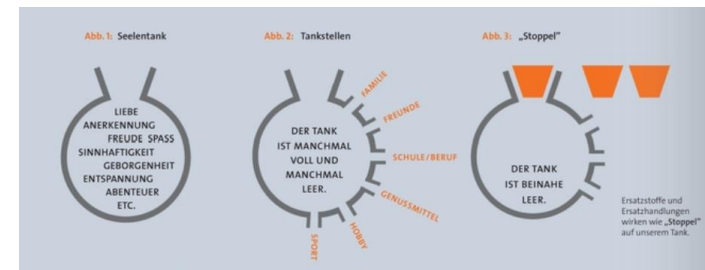 Abb. 1: Seelentank
LIEBE
ANERKENNUNG
FREUDE SPASS
SINNHAFTIGKEIT
GEBORGENHEIT
ENTSPANNUNG
ABENTEUER
ETC.
Abb. 2: Tankstellen
DER TANK
IST MANCHMAL
VOLL UND
MANCHMAL
LEER.
FAMILIE
FREUNDE
SCHULE/BERUF
GENUSSMITTEL
HOBBY
SPORT
Abb. 3: „Stoppel"
DER TANK
IST BEINAHE
LEER.
Ersatzstoffe und
Ersatzhandlungen
wirken wie „Stoppel"
auf unserem Tank.